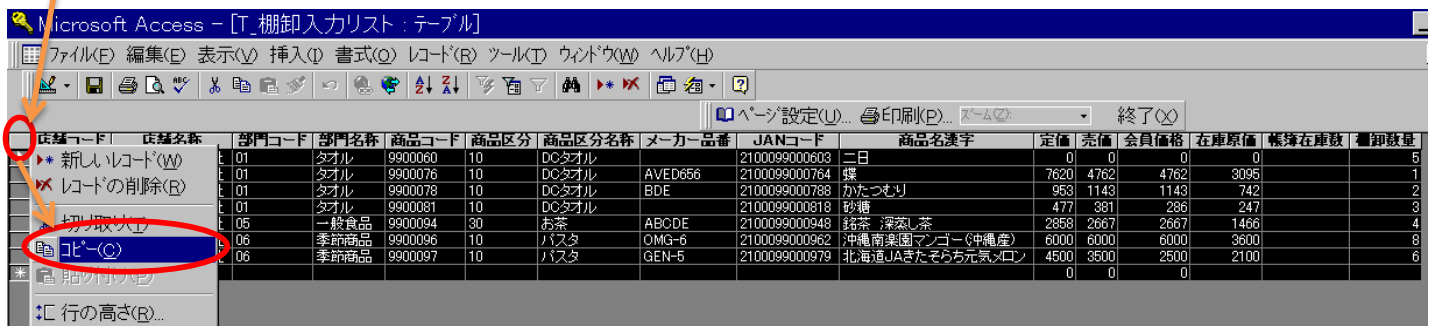 Microsoft Access - [T_棚卸入力リスト : テーブル]
ファイル(F) 編集(E) 表示(V) 挿入(I) 書式(O) レコード(R) ツール(T) ウィンドウ(W) ヘルプ(H)
ページ設定(U)... 印刷(P)... ズーム(Z): 終了(X)
店舗コード 店舗名称 部門コード 部門名称 商品コード 商品区分 商品区分名称 メーカー品番 JANコード 商品名漢字 定価 売価 会員価格 在庫原価 帳簿在庫数 棚卸数量
新しいレコード(W) 01 タオル 9900060 10 DCタオル 2100099000603 二日 0 0 0 0 5
01 タオル 9900076 10 DCタオル AVED656 2100099000764 蝶 7620 4762 4762 3095 1
レコードの削除(R) 01 タオル 9900078 10 DCタオル BDE 2100099000788 かたつむり 953 1143 1143 742 2
01 タオル 9900081 10 DCタオル 2100099000818 砂糖 477 381 286 247 3
切り取り(T) 05 一般食品 9900094 30 お茶 ABCDE 2100099000948 銘茶 深蒸し茶 2858 2667 2667 1466 4
コピー(C) 06 季節商品 9900096 10 パスタ OMG-6 2100099000962 沖縄南楽園マンゴー(沖縄産) 6000 6000 6000 3600 8
06 季節商品 9900097 10 パスタ GEN-5 2100099000979 北海道JAきたそらち元気メロン 4500 3500 2500 2100 6
貼り付け(P) 0 0 0
行の高さ(R)...